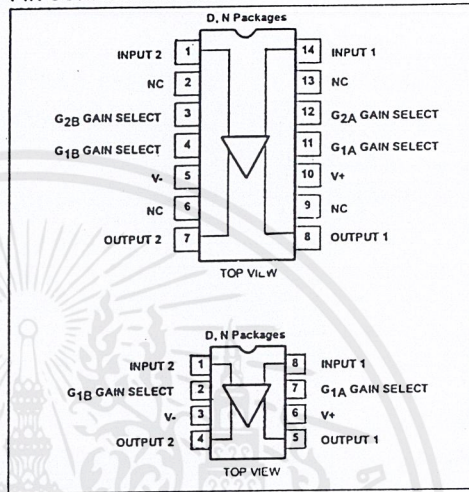 D, N Packages
INPUT 2 1 14 INPUT 1
NC 2 13 NC
G2B GAIN SELECT 3 12 G2A GAIN SELECT
G1B GAIN SELECT 4 11 G1A GAIN SELECT
V- 5 10 V+
NC 6 9 NC
OUTPUT 2 7 8 OUTPUT 1
TOP VIEW
D, N Packages
INPUT 2 1 8 INPUT 1
G1B GAIN SELECT 2 7 G1A GAIN SELECT
V- 3 6 V+
OUTPUT 2 4 5 OUTPUT 1
TOP VIEW